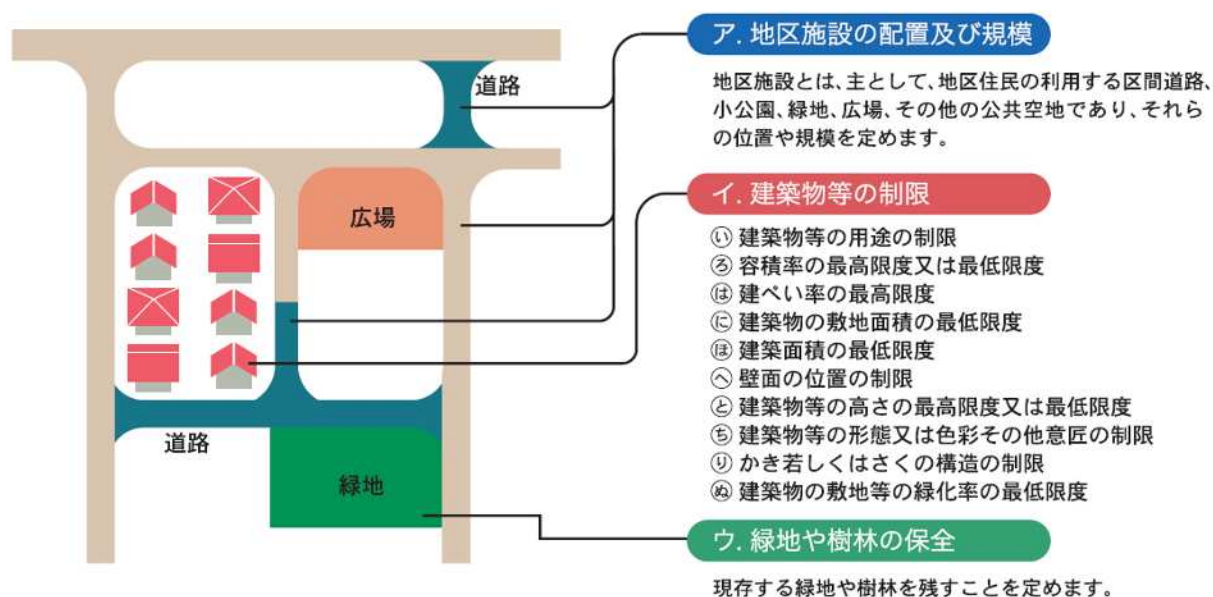 道路
広場
道路
緑地
ア. 地区施設の配置及び規模
地区施設とは、主として、地区住民の利用する区間道路、
小公園、緑地、広場、その他の公共空地であり、それら
の位置や規模を定めます。
イ. 建築物等の制限
㋑ 建築物等の用途の制限
ろ 容積率の最高限度又は最低限度
は 建ぺい率の最高限度
に 建築物の敷地面積の最低限度
ほ 建築面積の最低限度
へ 壁面の位置の制限
と 建築物等の高さの最高限度又は最低限度
ち 建築物等の形態又は色彩その他意匠の制限
り かき若しくはさくの構造の制限
ぬ 建築物の敷地等の緑化率の最低限度
ウ. 緑地や樹林の保全
現存する緑地や樹林を残すことを定めます。